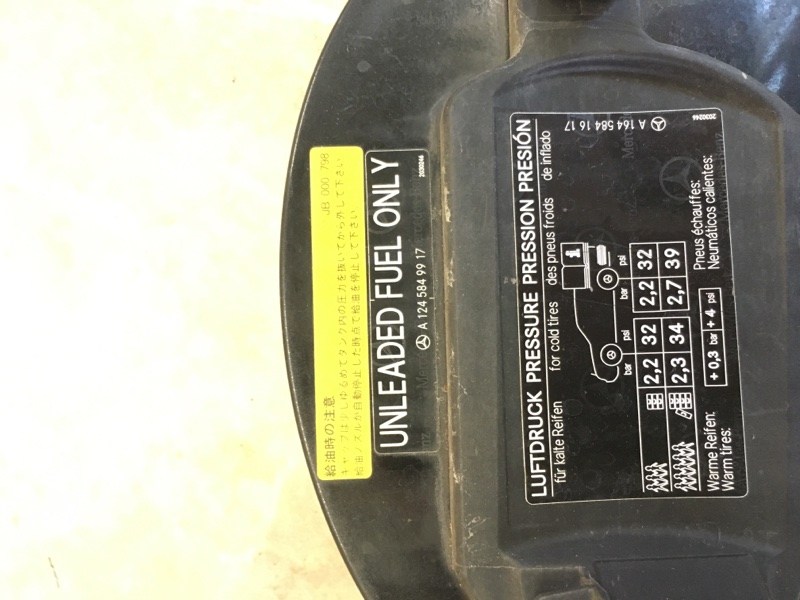 給油時の注意
JB 000 798
キャップは少しゆるめてタンク内の圧力を抜いてから外して下さい
給油ノズルが自動停止した時点で給油を停止して下さい
UNLEADED FUEL ONLY
A 124 584 99 17
2030246
LUFTDRUCK PRESSURE PRESSION PRESIÓN
für kalte Reifen for cold tires des pneus froids de inflado
A 164 584 16 17
bar psi bar psi
2,2 32 2,2 32
2,3 34 2,7 39
Warme Reifen:
Warm tires:
+ 0,3 bar + 4 psi
Pneus échauffes:
Neumáticos calientes:
2030246